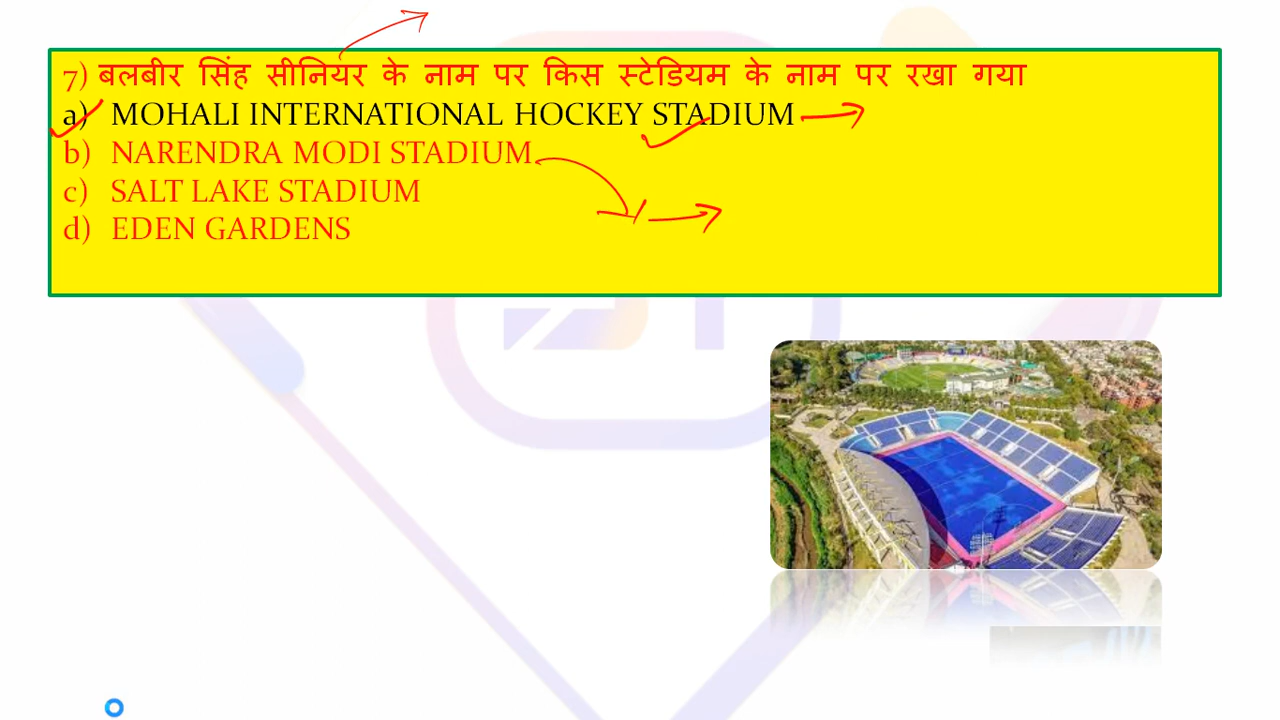 7) बलबीर सिंह सीनियर के नाम पर किस स्टेडियम के नाम पर रखा गया
a) MOHALI INTERNATIONAL HOCKEY STADIUM
b) NARENDRA MODI STADIUM
c) SALT LAKE STADIUM
d) EDEN GARDENS